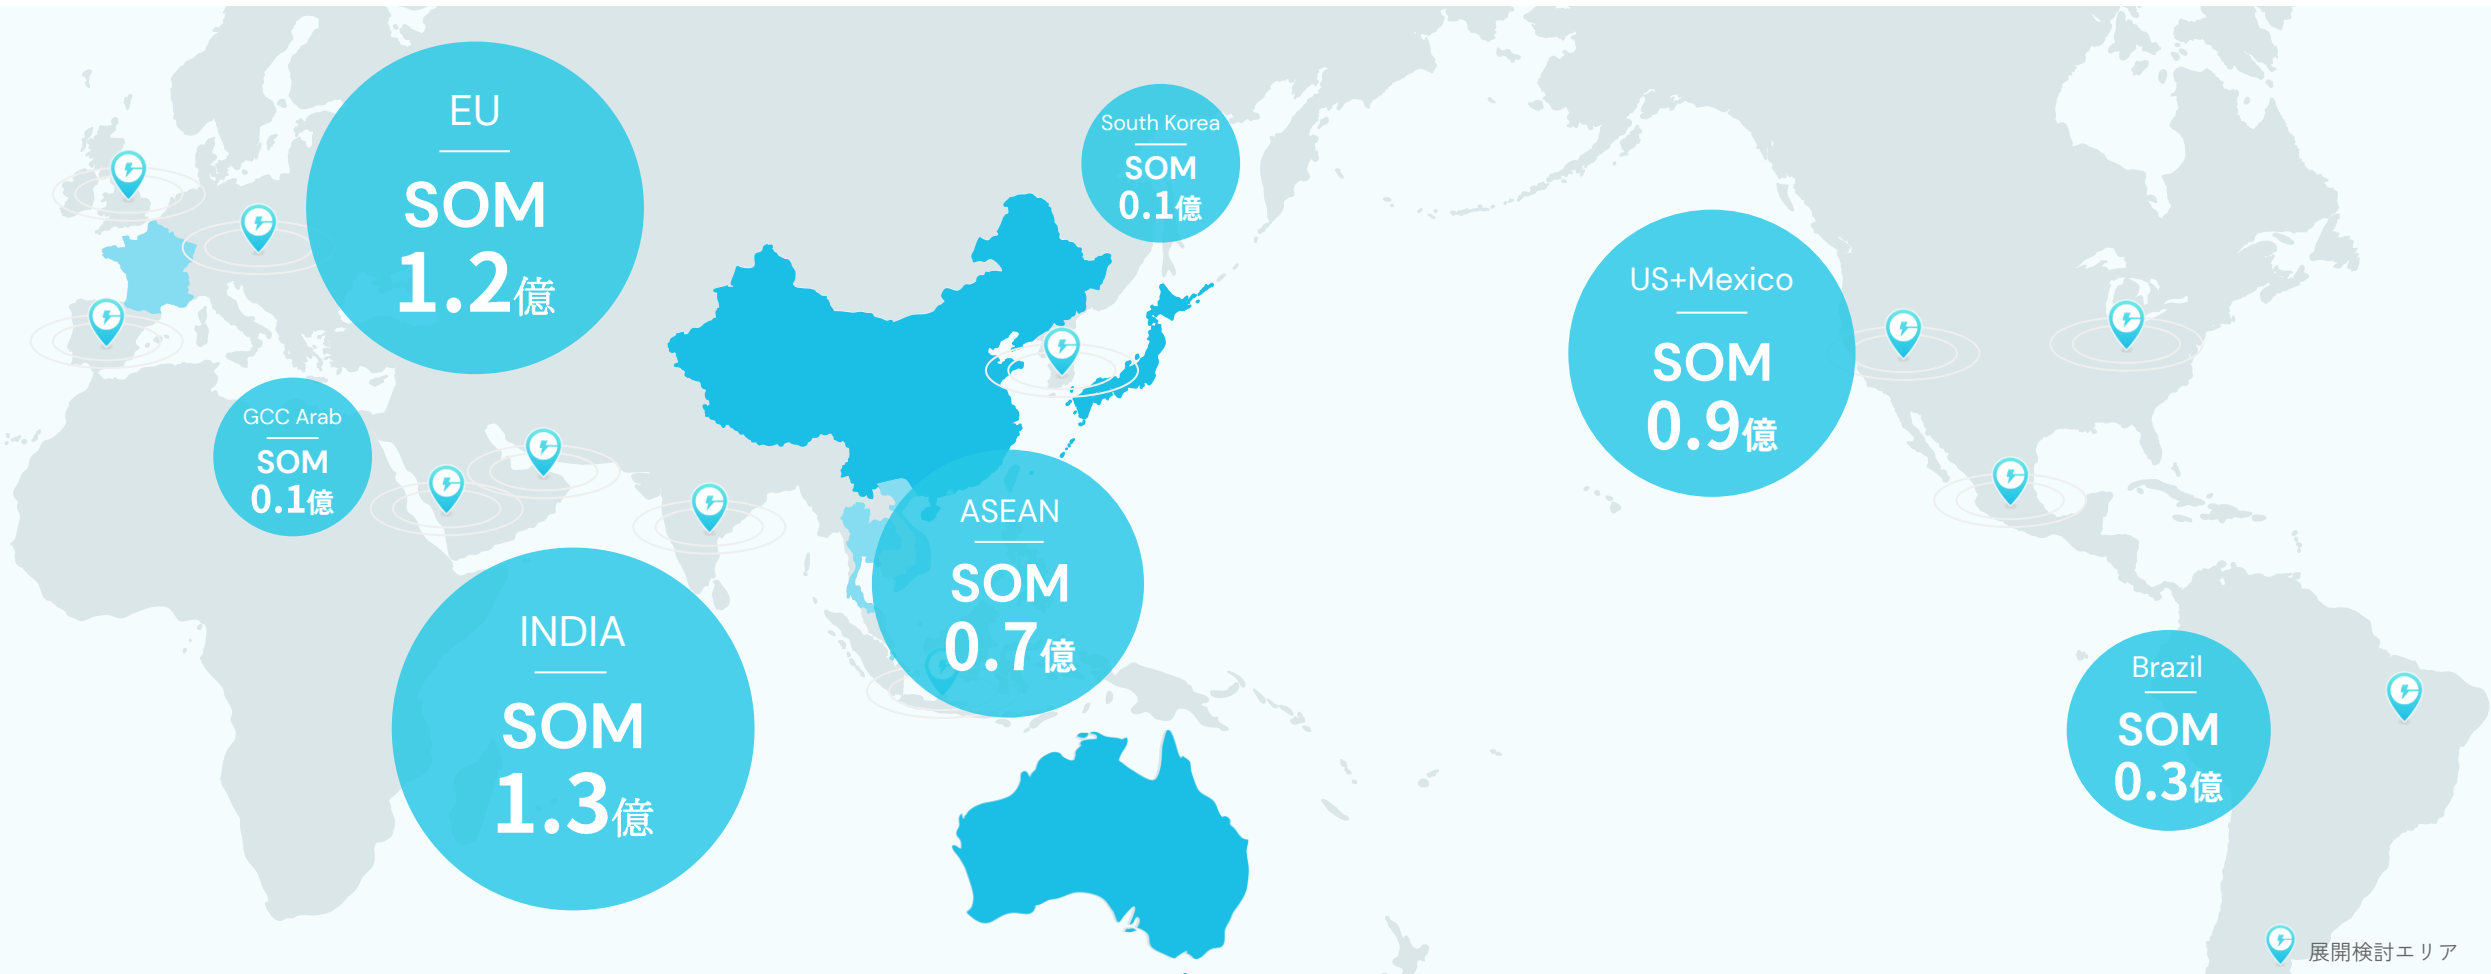 EU
SOM
1.2億
South Korea
SOM
0.1億
US+Mexico
SOM
0.9億
GCC Arab
SOM
0.1億
ASEAN
SOM
0.7億
INDIA
SOM
1.3億
Brazil
SOM
0.3億
展開検討エリア